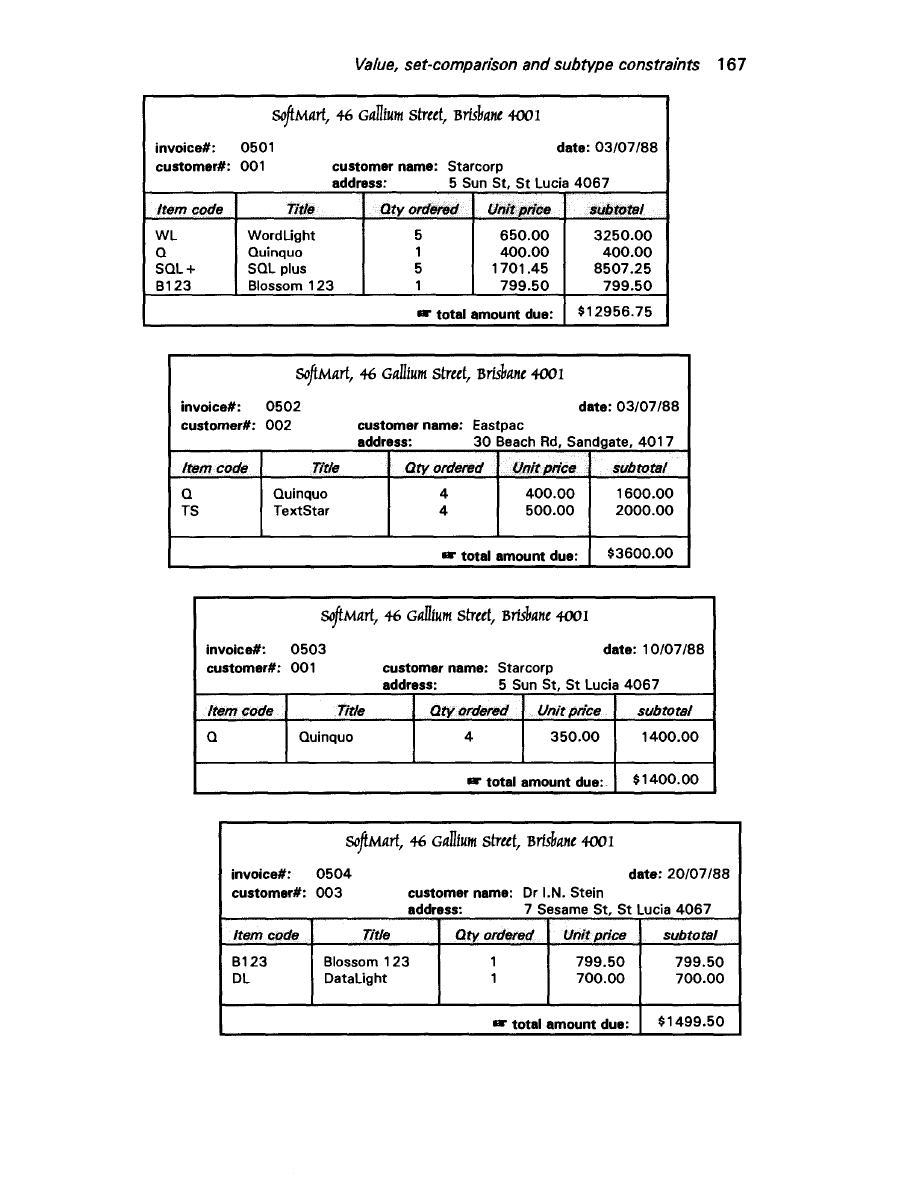 Value, set-comparison and subtype constraints 167
SoftMart, 46 Gallium Street, Brisbane 4001
invoice#: 0501 date: 03/07/88
customer#: 001 customer name: Starcorp
address: 5 Sun St, St Lucia 4067
Item code Title Qty ordered Unit price subtotal
WL WordLight 5 650.00 3250.00
Q Quinquo 1 400.00 400.00
SQL+ SQL plus 5 1701.45 8507.25
B123 Blossom 123 1 799.50 799.50
☛ total amount due: $12956.75
SoftMart, 46 Gallium Street, Brisbane 4001
invoice#: 0502 date: 03/07/88
customer#: 002 customer name: Eastpac
address: 30 Beach Rd, Sandgate, 4017
Item code Title Qty ordered Unit price subtotal
Q Quinquo 4 400.00 1600.00
TS TextStar 4 500.00 2000.00
☛ total amount due: $3600.00
SoftMart, 46 Gallium Street, Brisbane 4001
invoice#: 0503 date: 10/07/88
customer#: 001 customer name: Starcorp
address: 5 Sun St, St Lucia 4067
Item code Title Qty ordered Unit price subtotal
Q Quinquo 4 350.00 1400.00
☛ total amount due: $1400.00
SoftMart, 46 Gallium Street, Brisbane 4001
invoice#: 0504 date: 20/07/88
customer#: 003 customer name: Dr I.N. Stein
address: 7 Sesame St, St Lucia 4067
Item code Title Qty ordered Unit price subtotal
B123 Blossom 123 1 799.50 799.50
DL DataLight 1 700.00 700.00
☛ total amount due: $1499.50